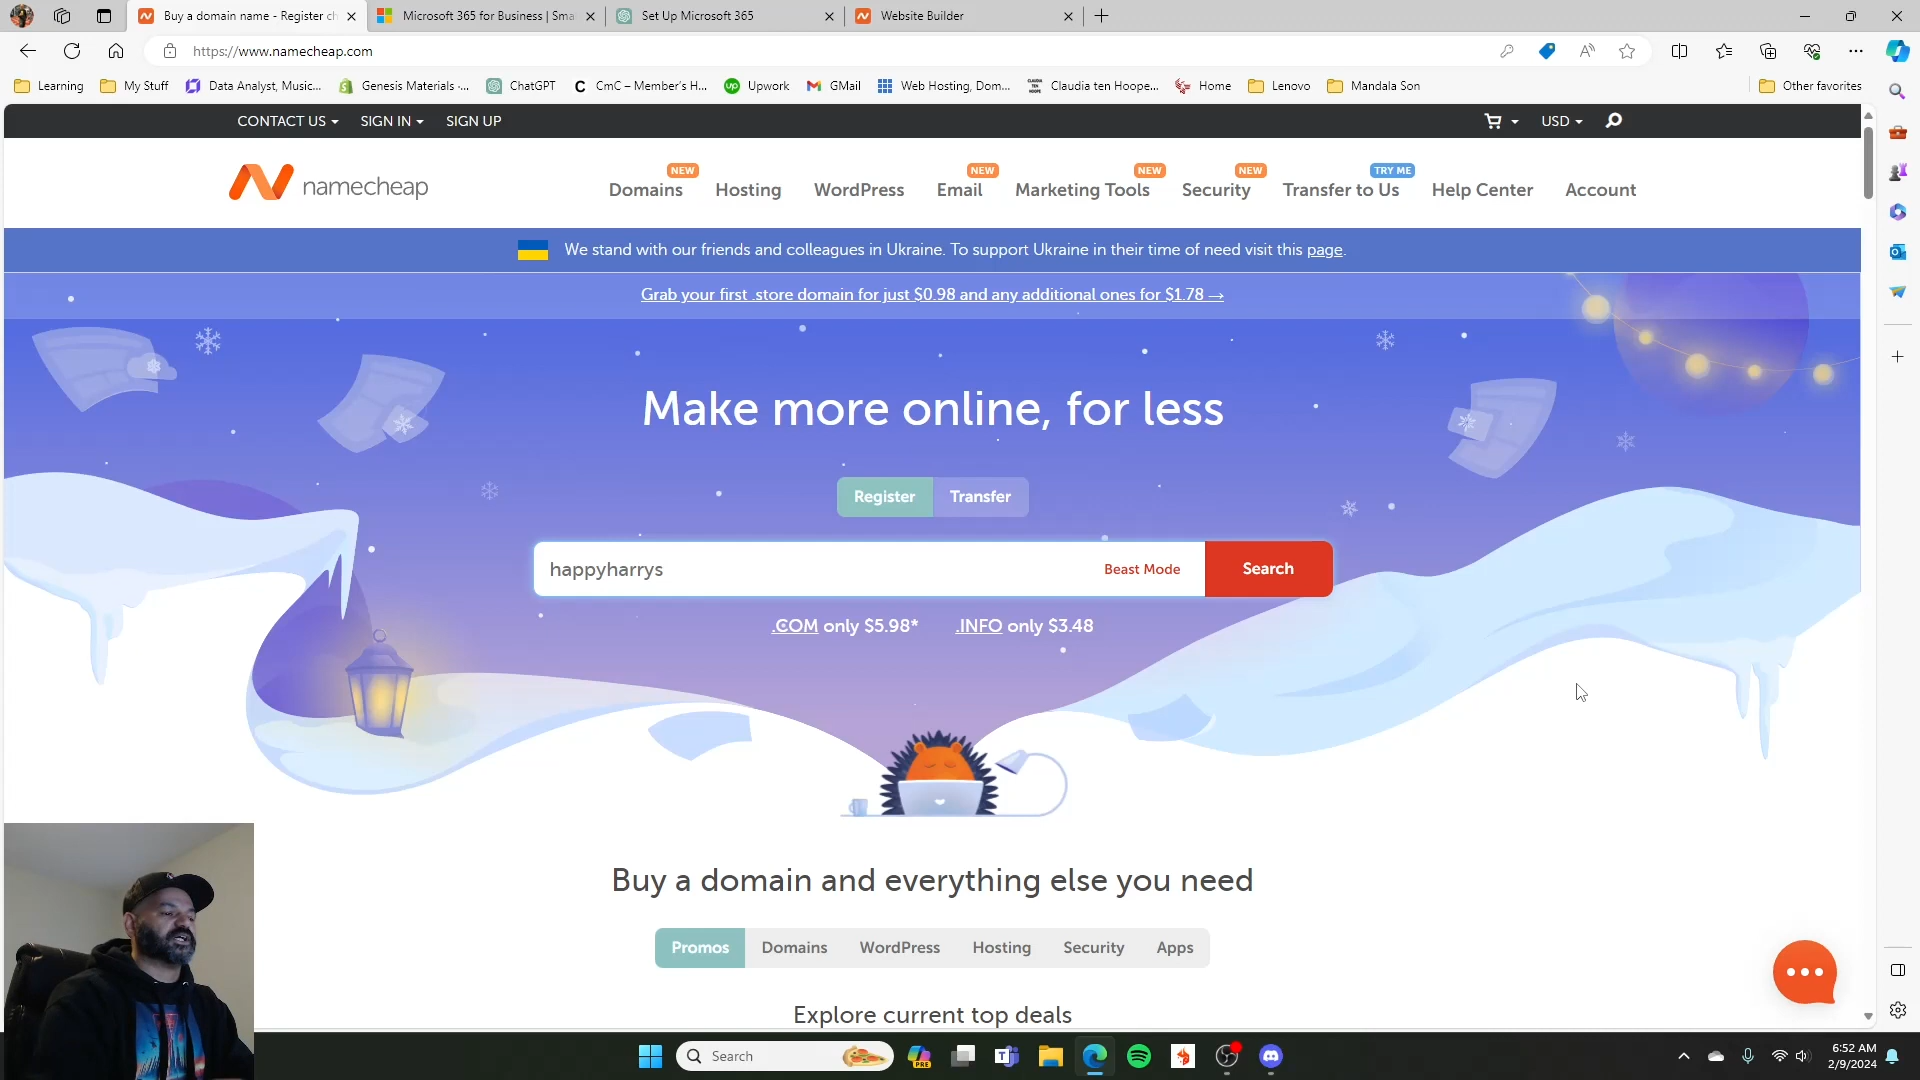 Buy a domain name - Register ch
Microsoft 365 for Business | Sma
Set Up Microsoft 365
Website Builder
https://www.namecheap.com
Learning
My Stuff
Data Analyst, Music...
Genesis Materials -...
ChatGPT
CmC – Member's H...
Upwork
GMail
Web Hosting, Dom...
Claudia ten Hoope...
Home
Lenovo
Mandala Son
Other favorites
CONTACT US
SIGN IN
SIGN UP
USD
namecheap
NEW
NEW
NEW
NEW
TRY ME
Domains
Hosting
WordPress
Email
Marketing Tools
Security
Transfer to Us
Help Center
Account
We stand with our friends and colleagues in Ukraine. To support Ukraine in their time of need visit this page.
Grab your first .store domain for just $0.98 and any additional ones for $1.78 →
Make more online, for less
Register
Transfer
happyharrys
Beast Mode
Search
.COM only $5.98*
.INFO only $3.48
Buy a domain and everything else you need
Promos
Domains
WordPress
Hosting
Security
Apps
Explore current top deals
Search
PRE
6:52 AM
2/9/2024